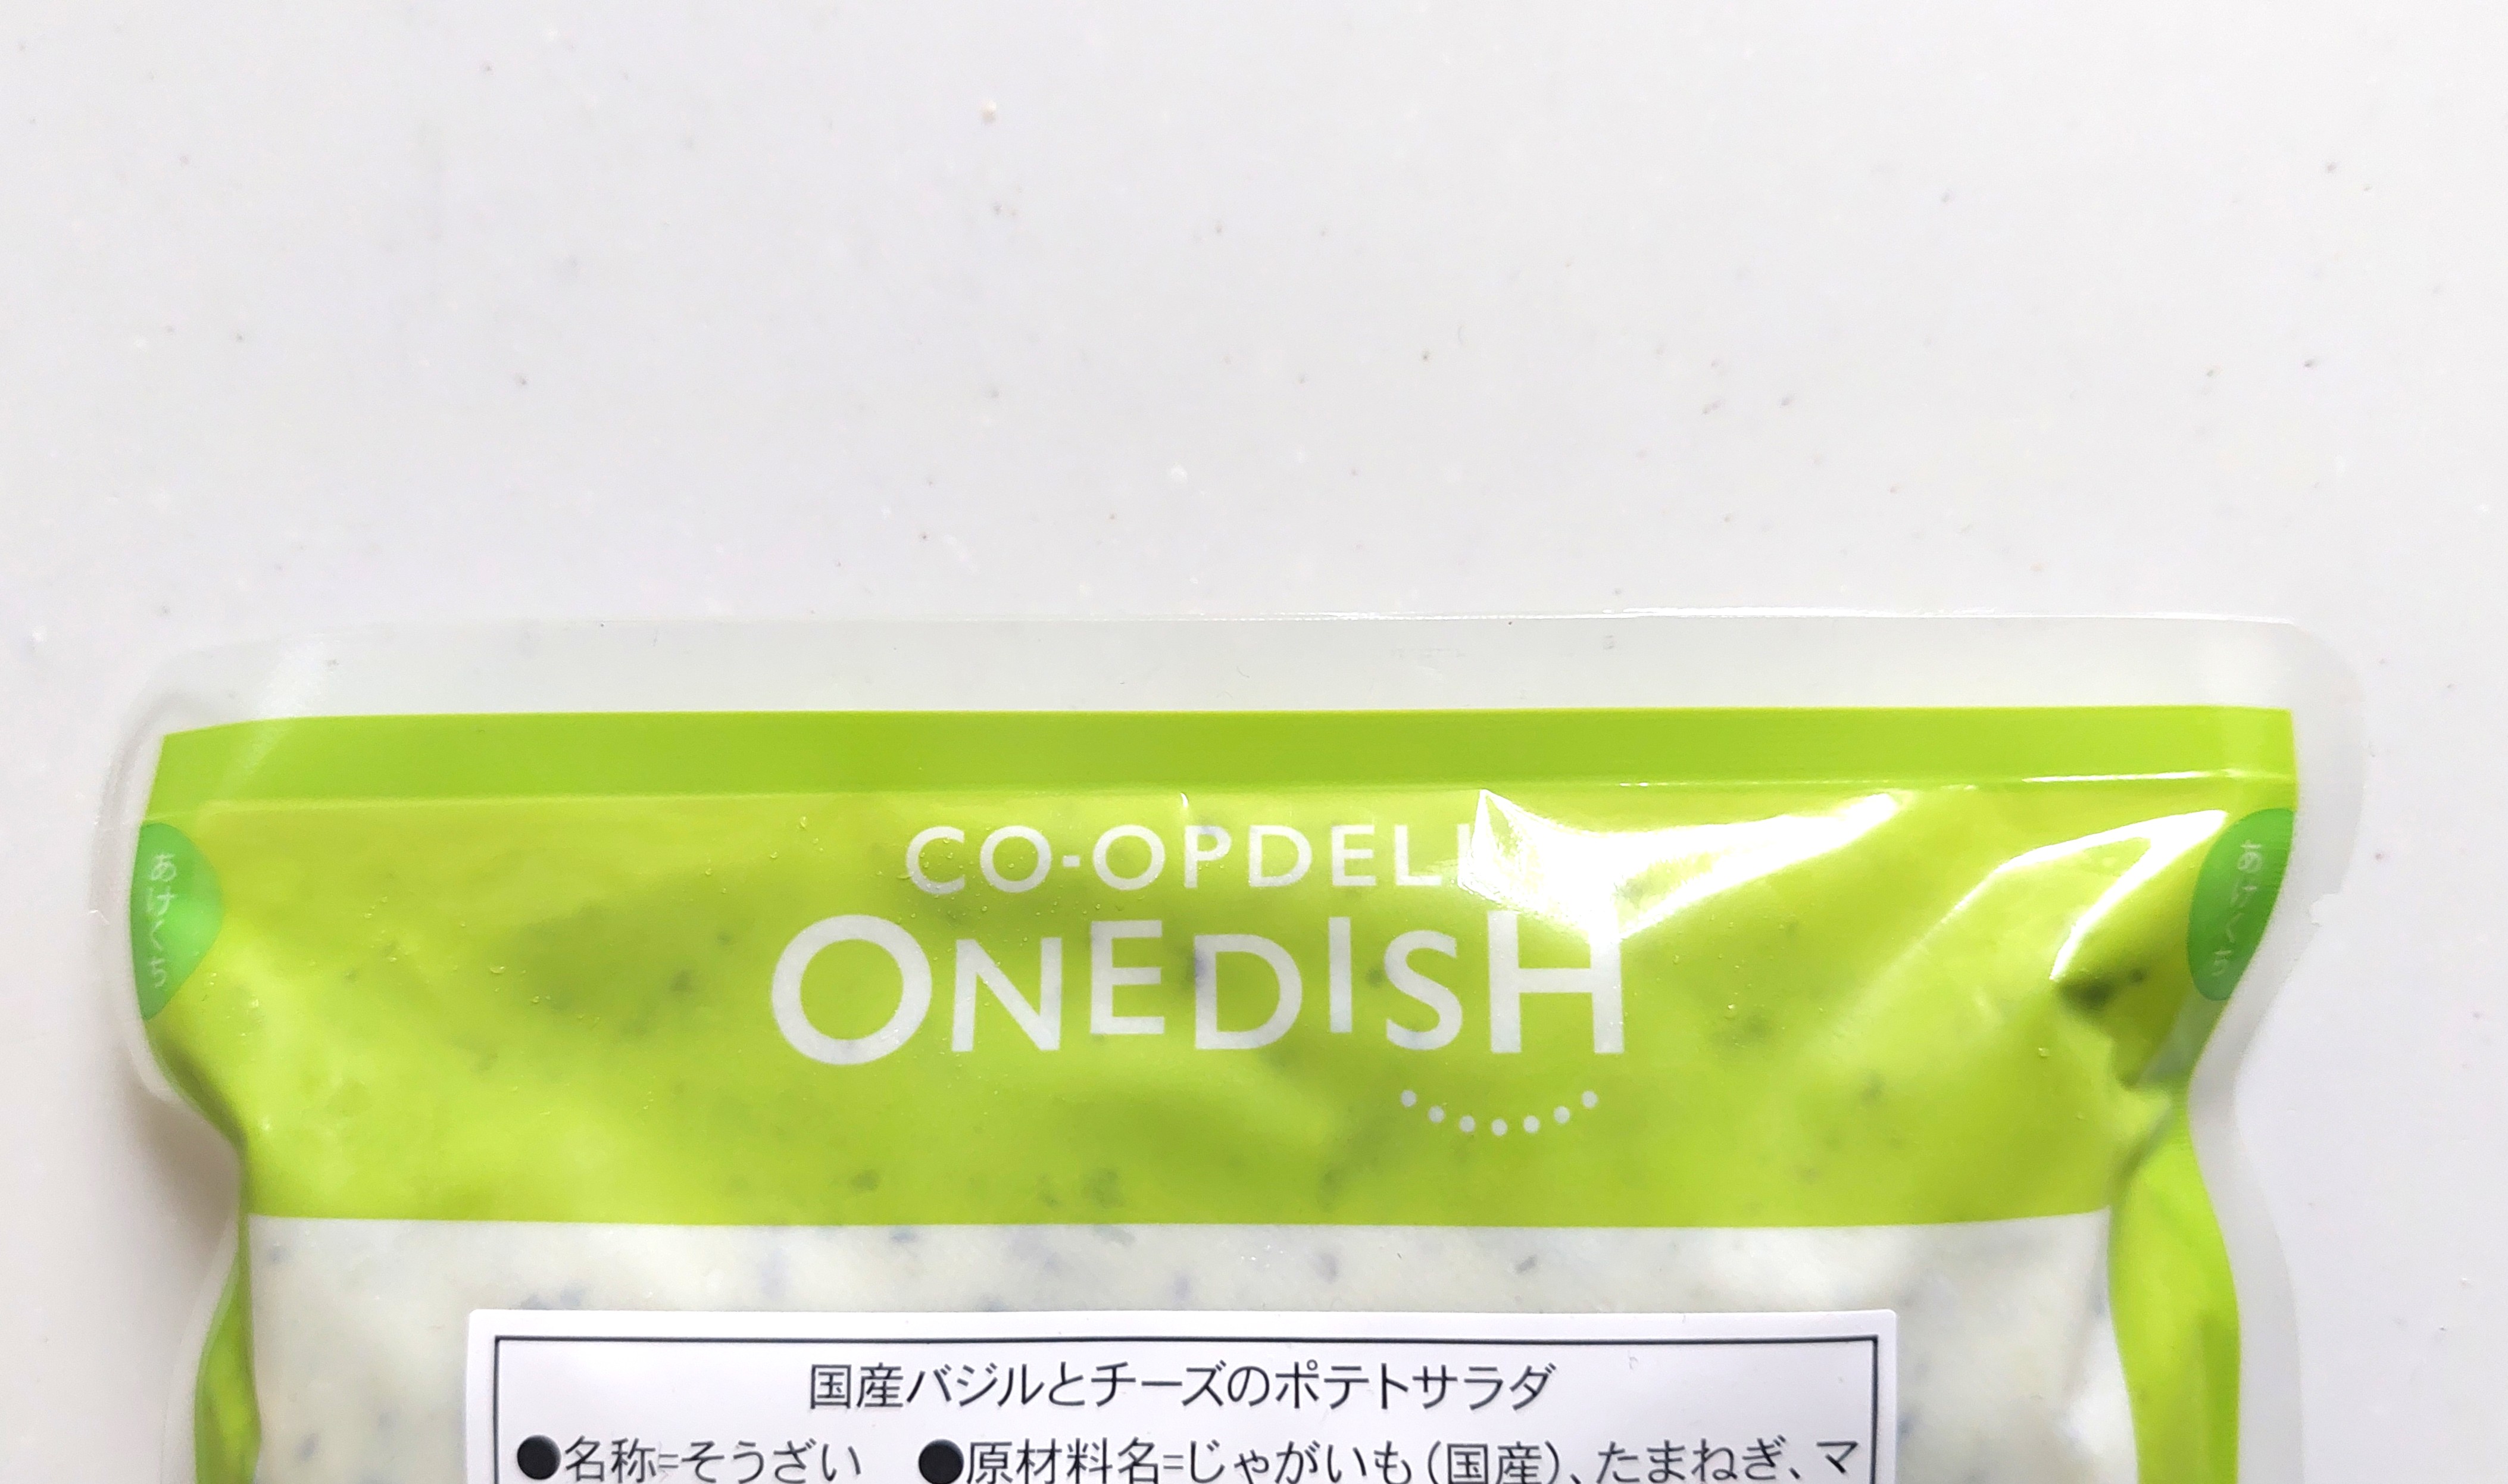 CO-OPDELI
ONEDISH
あけくち
あけくち
国産バジルとチーズのポテトサラダ
●名称=そうざい ●原材料名=じゃがいも(国産)、たまねぎ、マ